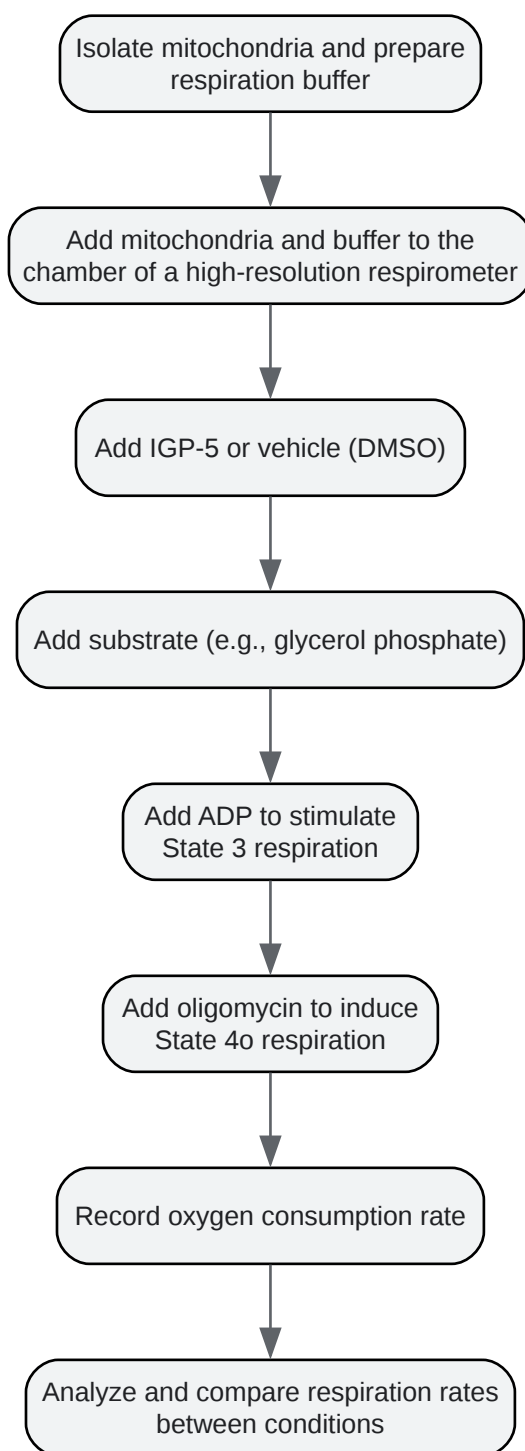 Isolate mitochondria and prepare
respiration buffer
Add mitochondria and buffer to the
chamber of a high-resolution respirometer
Add IGP-5 or vehicle (DMSO)
Add substrate (e.g., glycerol phosphate)
Add ADP to stimulate
State 3 respiration
Add oligomycin to induce
State 4o respiration
Record oxygen consumption rate
Analyze and compare respiration rates
between conditions